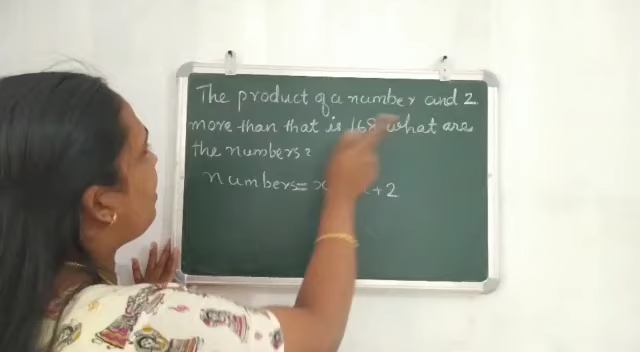 The product of a number and 2
more than that is 168 what are
the numbers?
numbers = x + 2